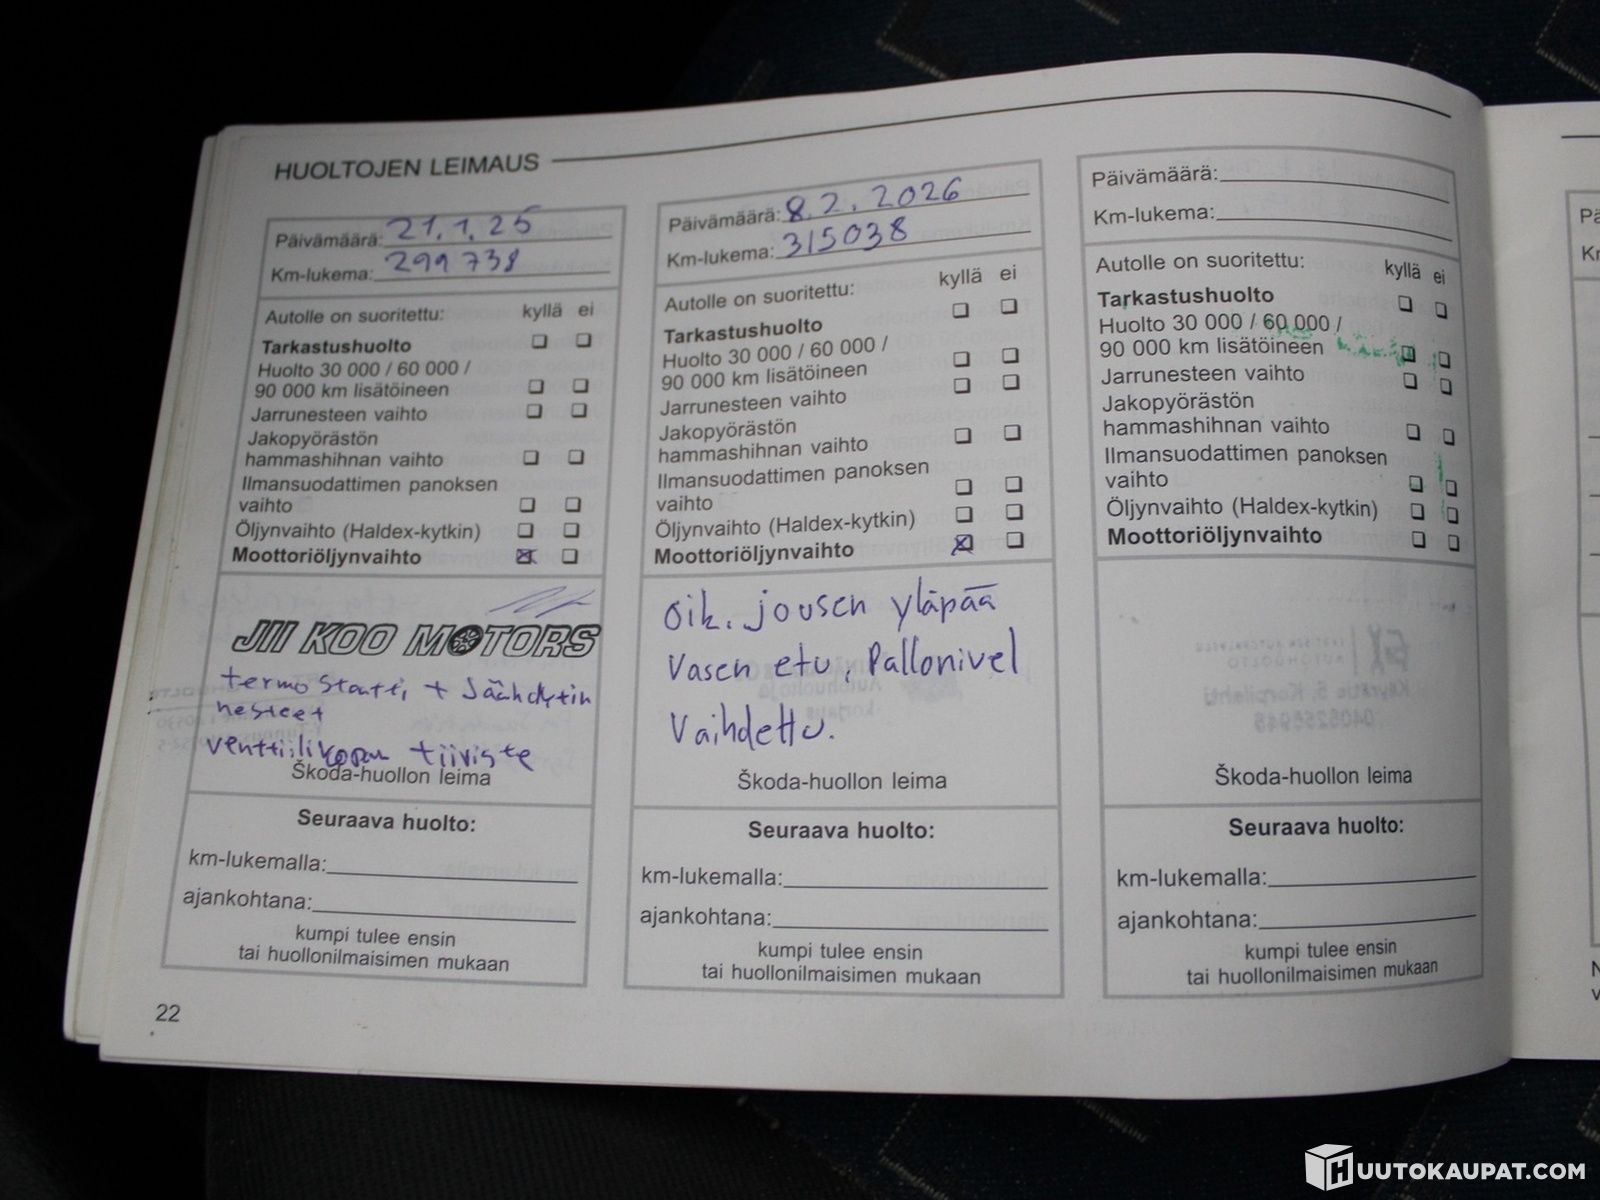 HUOLTOJEN LEIMAUS
Päivämäärä: 21.1.25
Km-lukema: 299738
Autolle on suoritettu: kyllä ei
Tarkastushuolto
Huolto 30 000 / 60 000 /
90 000 km lisätöineen
Jarrunesteen vaihto
Jakopyörästön
hammashihnan vaihto
Ilmansuodattimen panoksen
vaihto
Öljynvaihto (Haldex-kytkin)
Moottoriöljynvaihto
JII KOO MOTORS
termostaatti + Jäähdytin
nesteet
venttiilikopan tiiviste
Škoda-huollon leima
Seuraava huolto:
km-lukemalla:
ajankohtana:
kumpi tulee ensin
tai huollonilmaisimen mukaan
22
Päivämäärä: 8.2.2026
Km-lukema: 315038
Autolle on suoritettu: kyllä ei
Tarkastushuolto
Huolto 30 000 / 60 000 /
90 000 km lisätöineen
Jarrunesteen vaihto
Jakopyörästön
hammashihnan vaihto
Ilmansuodattimen panoksen
vaihto
Öljynvaihto (Haldex-kytkin)
Moottoriöljynvaihto
Oik. jousen yläpää
Vasen etu, Pallonivel
Vaihdettu.
Škoda-huollon leima
Seuraava huolto:
km-lukemalla:
ajankohtana:
kumpi tulee ensin
tai huollonilmaisimen mukaan
Päivämäärä:
Km-lukema:
Autolle on suoritettu: kyllä ei
Tarkastushuolto
Huolto 30 000 / 60 000 /
90 000 km lisätöineen
Jarrunesteen vaihto
Jakopyörästön
hammashihnan vaihto
Ilmansuodattimen panoksen
vaihto
Öljynvaihto (Haldex-kytkin)
Moottoriöljynvaihto
Škoda-huollon leima
Seuraava huolto:
km-lukemalla:
ajankohtana:
kumpi tulee ensin
tai huollonilmaisimen mukaan
HUUTOKAUPAT.COM